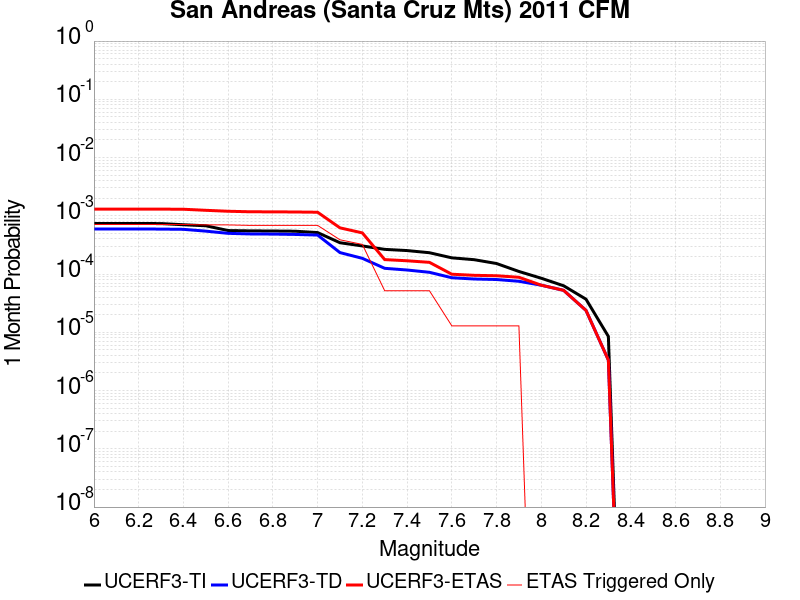 San Andreas (Santa Cruz Mts) 2011 CFM
10^0
10^-1
10^-2
10^-3
10^-4
10^-5
10^-6
10^-7
10^-8
1 Month Probability
6 6.2 6.4 6.6 6.8 7 7.2 7.4 7.6 7.8 8 8.2 8.4 8.6 8.8 9
Magnitude
UCERF3-TI UCERF3-TD UCERF3-ETAS ETAS Triggered Only